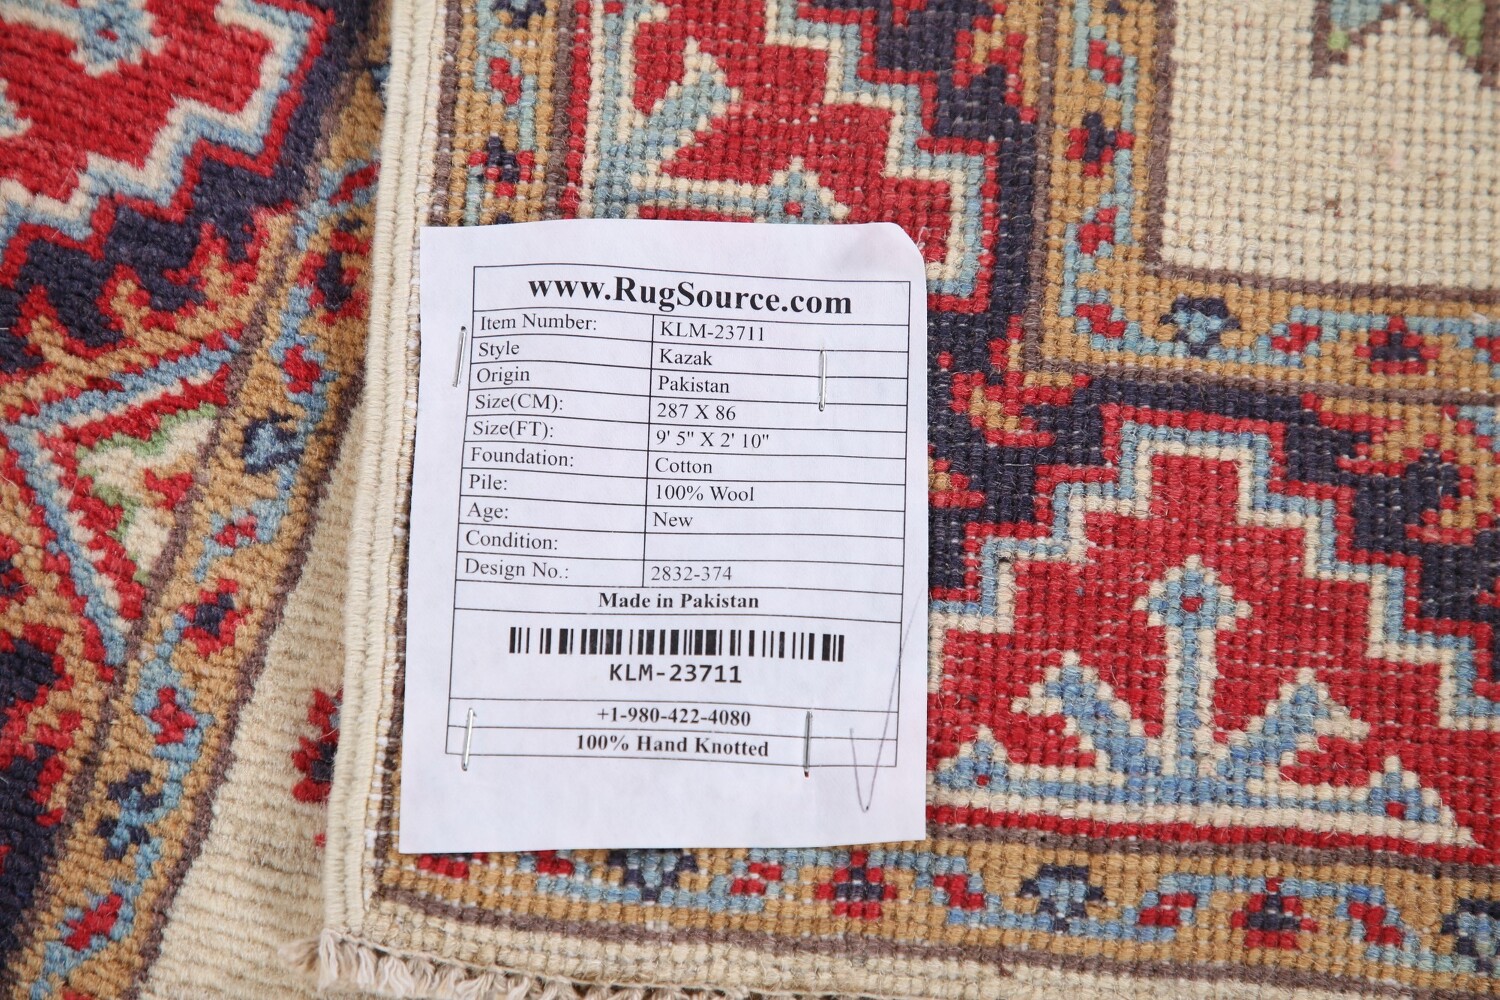 www.RugSource.com
Item Number: KLM-23711
Style Kazak
Origin Pakistan
Size(CM): 287 X 86
Size(FT): 9' 5" X 2' 10"
Foundation: Cotton
Pile: 100% Wool
Age: New
Condition:
Design No.: 2832-374
Made in Pakistan
KLM-23711
+1-980-422-4080
100% Hand Knotted